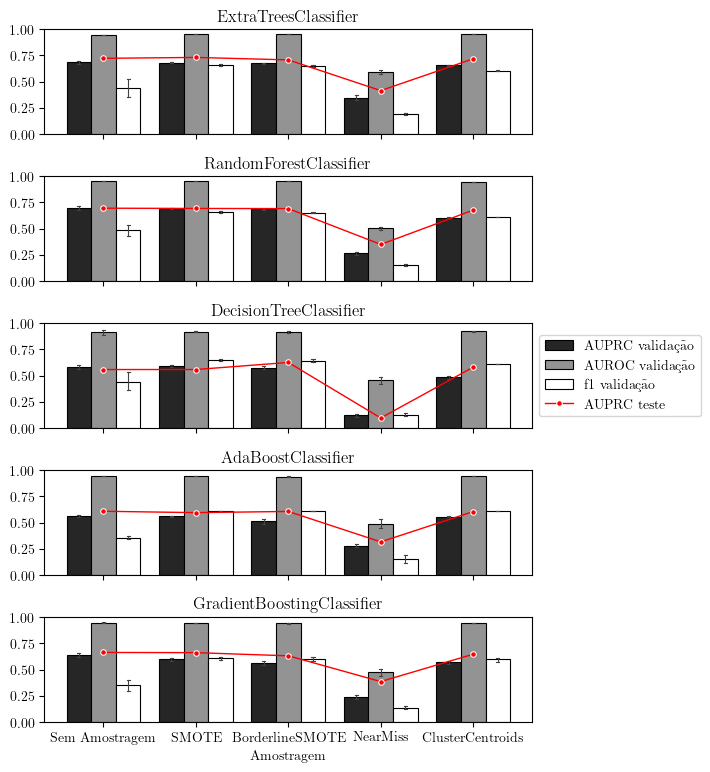 ExtraTreesClassifier
1.00
0.75
0.50
0.25
0.00
RandomForestClassifier
1.00
0.75
0.50
0.25
0.00
DecisionTreeClassifier
1.00
0.75
0.50
0.25
0.00
AUPRC validação
AUROC validação
f1 validação
AUPRC teste
AdaBoostClassifier
1.00
0.75
0.50
0.25
0.00
GradientBoostingClassifier
1.00
0.75
0.50
0.25
0.00
Sem Amostragem SMOTE BorderlineSMOTE NearMiss ClusterCentroids
Amostragem